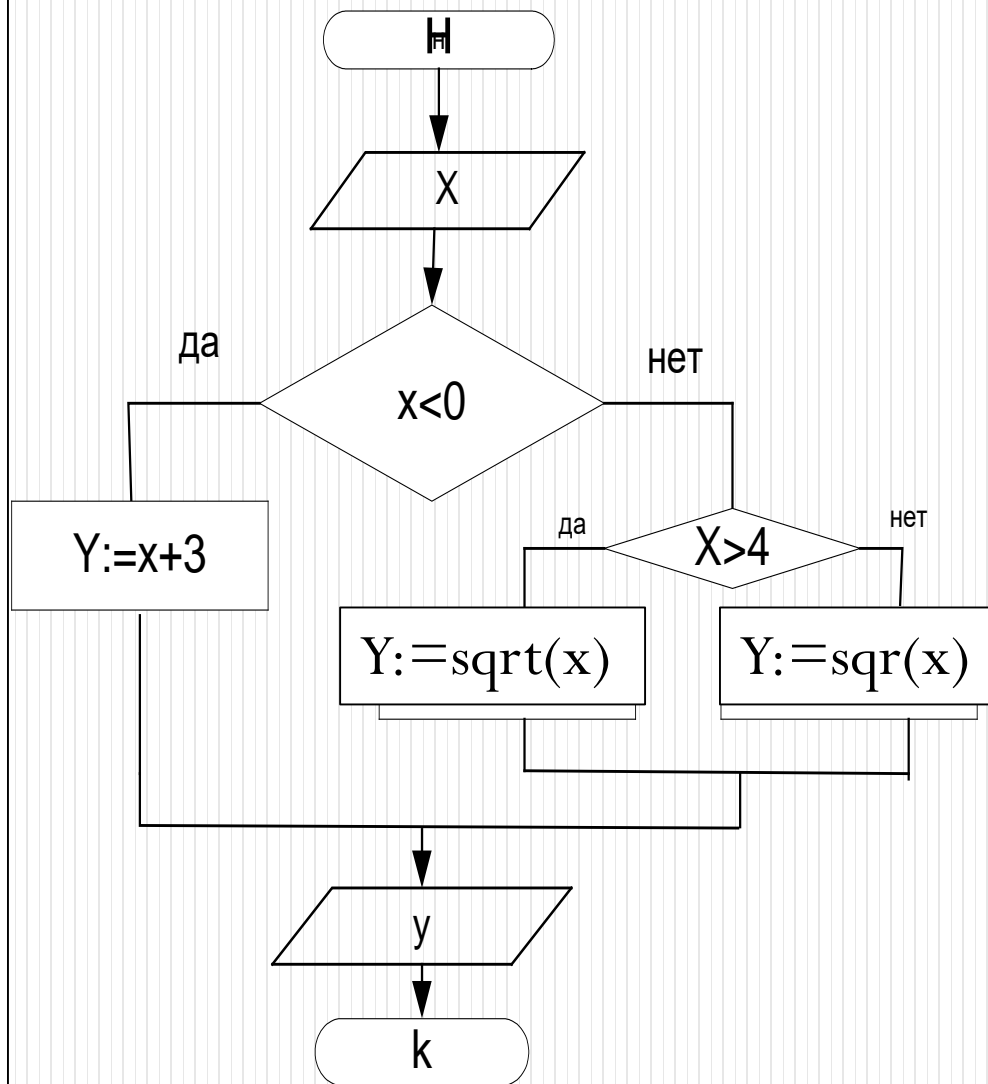 Н
X
да
нет
x<0
Y:=x+3
да
X>4
нет
Y:=sqrt(x)
Y:=sqr(x)
y
k